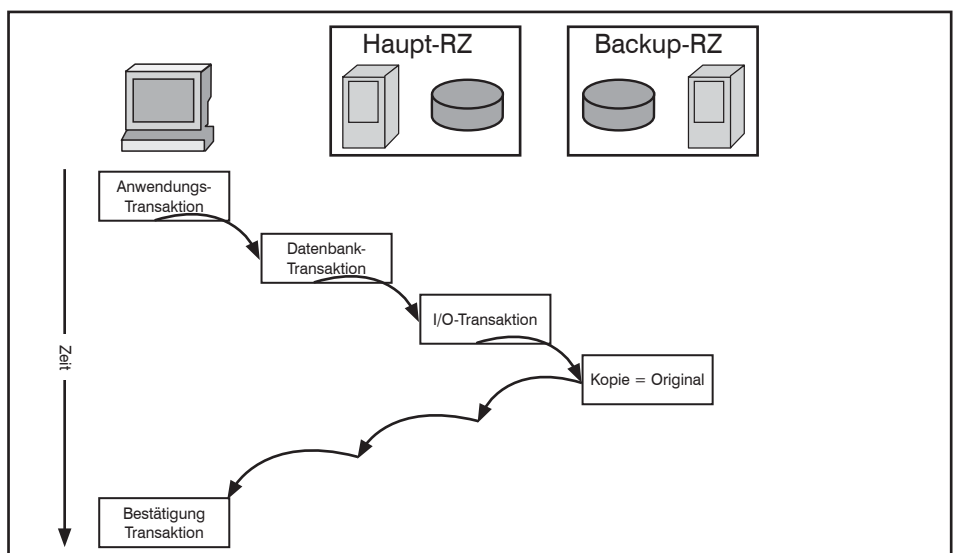 Haupt-RZ
Backup-RZ
Anwendungs-
Transaktion
Datenbank-
Transaktion
I/O-Transaktion
Zeit
Kopie = Original
Bestätigung
Transaktion